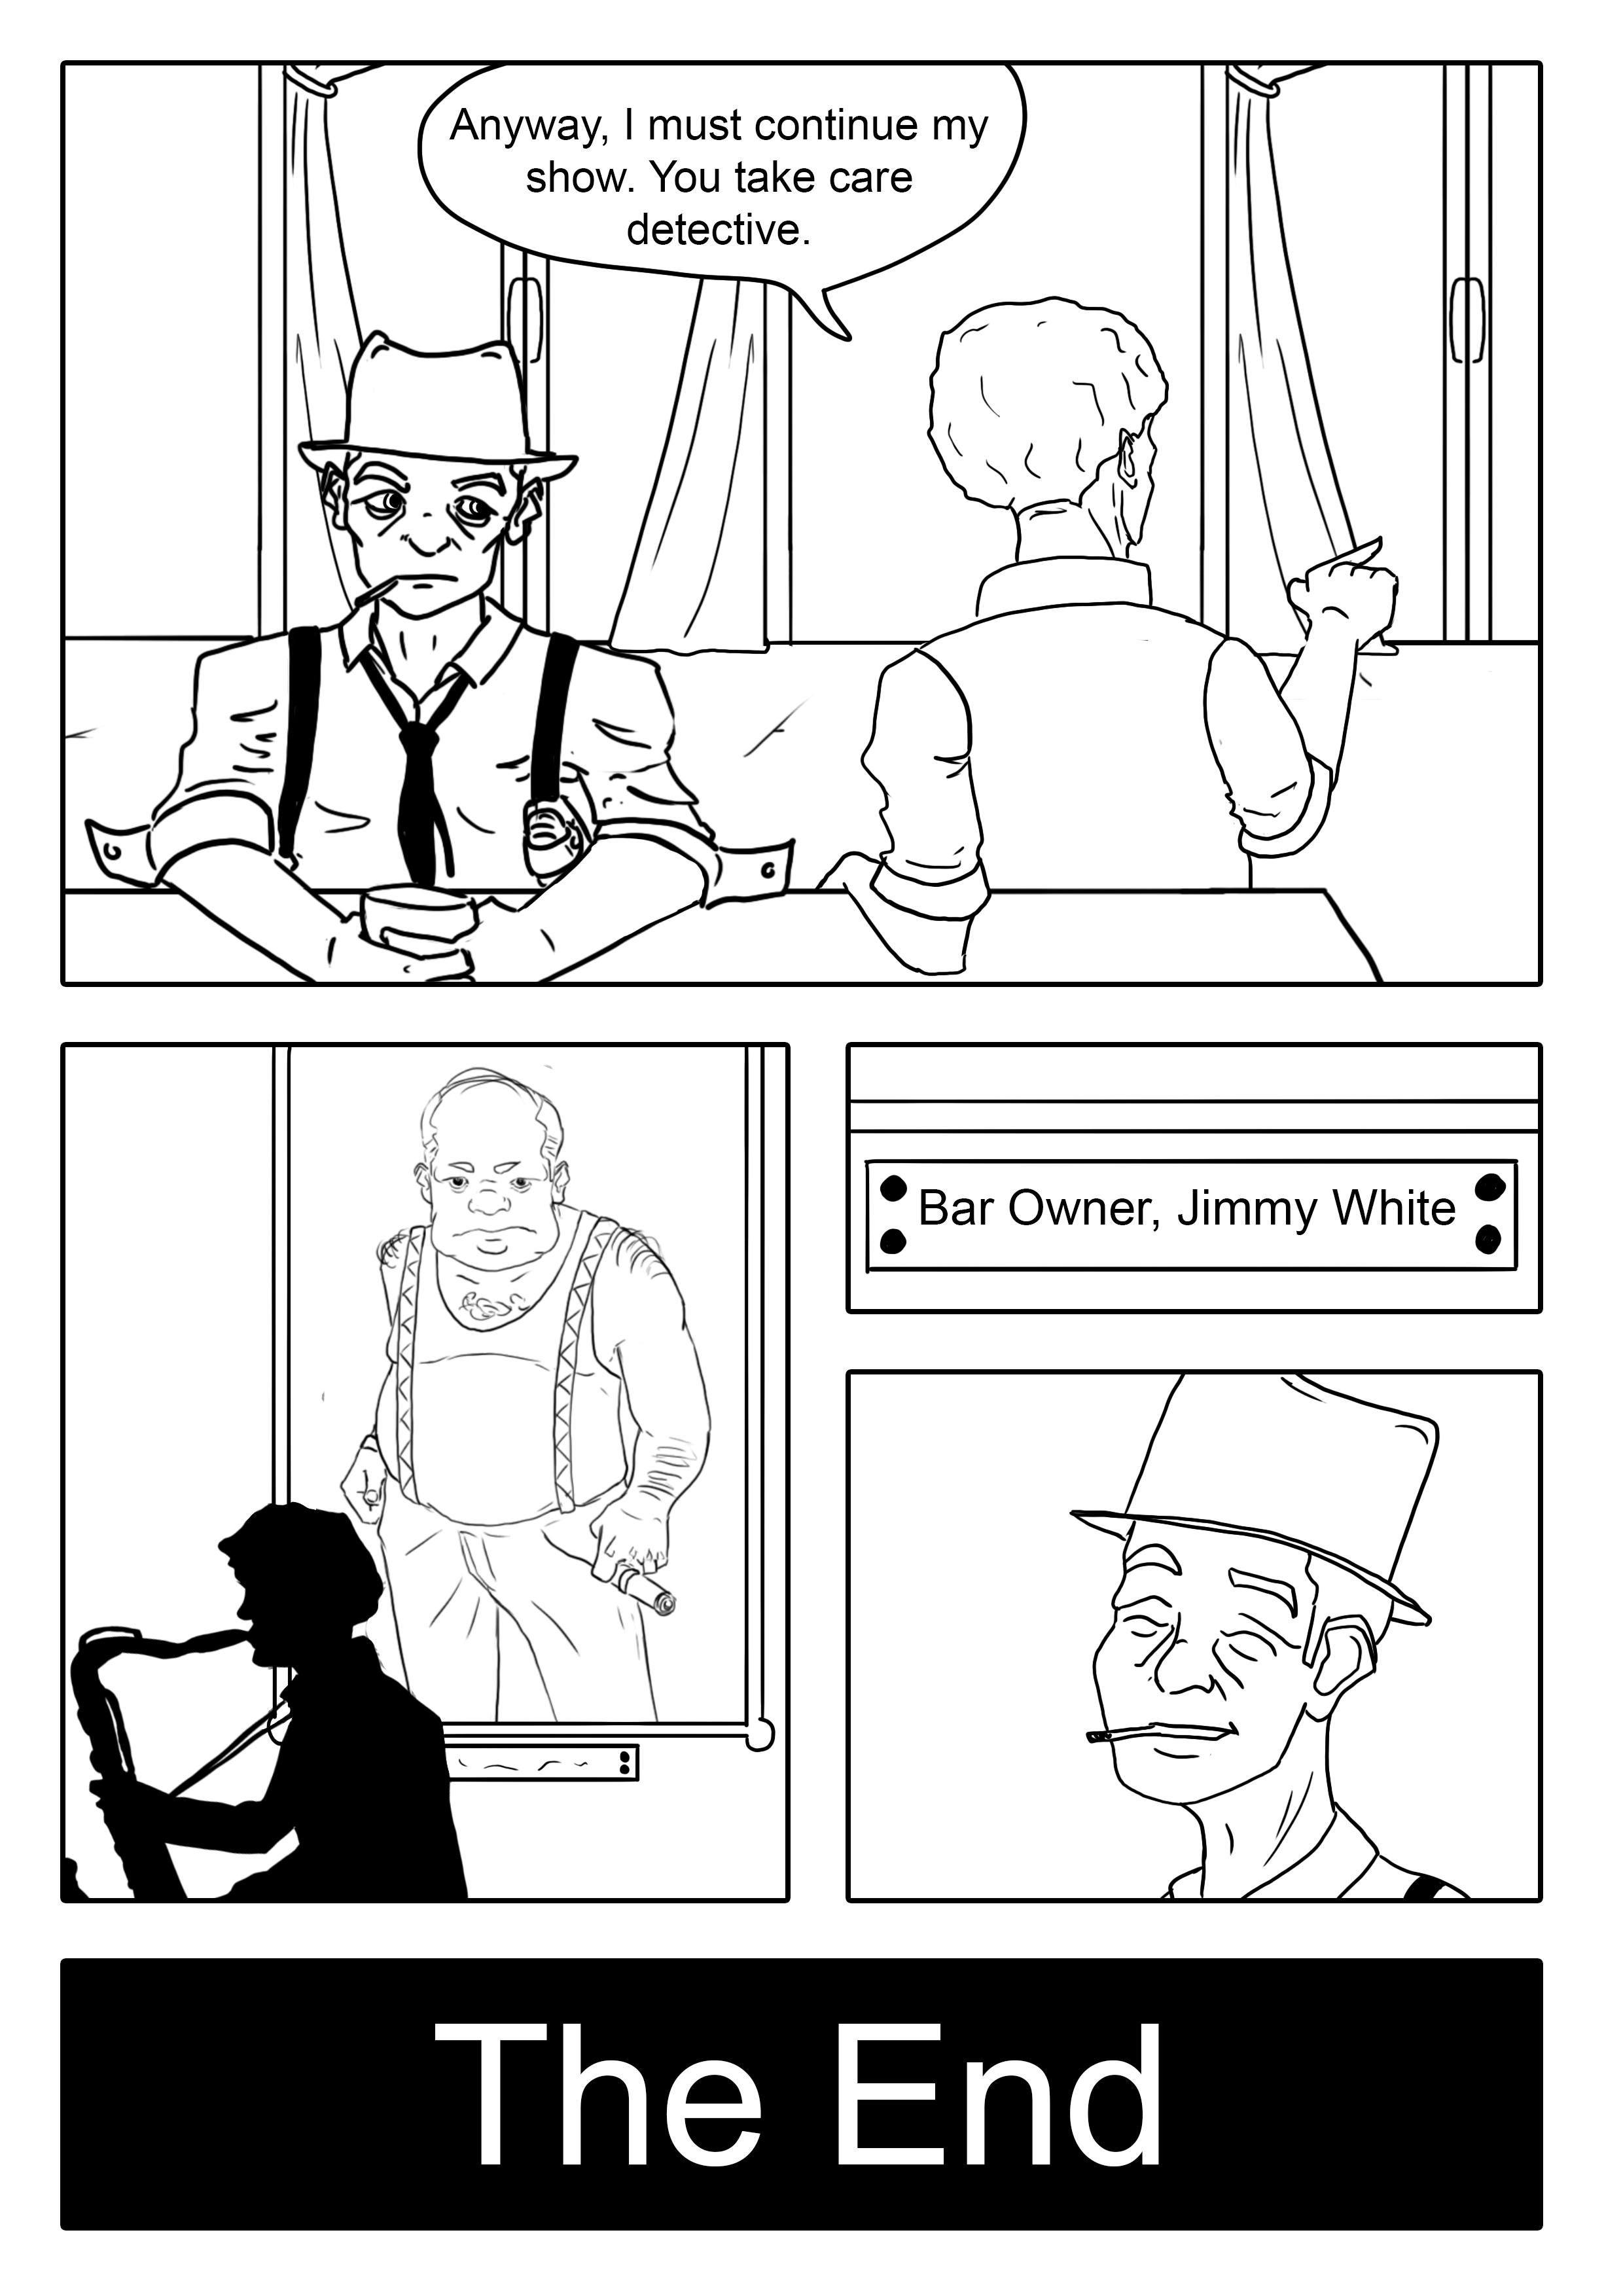 Anyway, I must continue my
show. You take care
detective.
Bar Owner, Jimmy White
The End